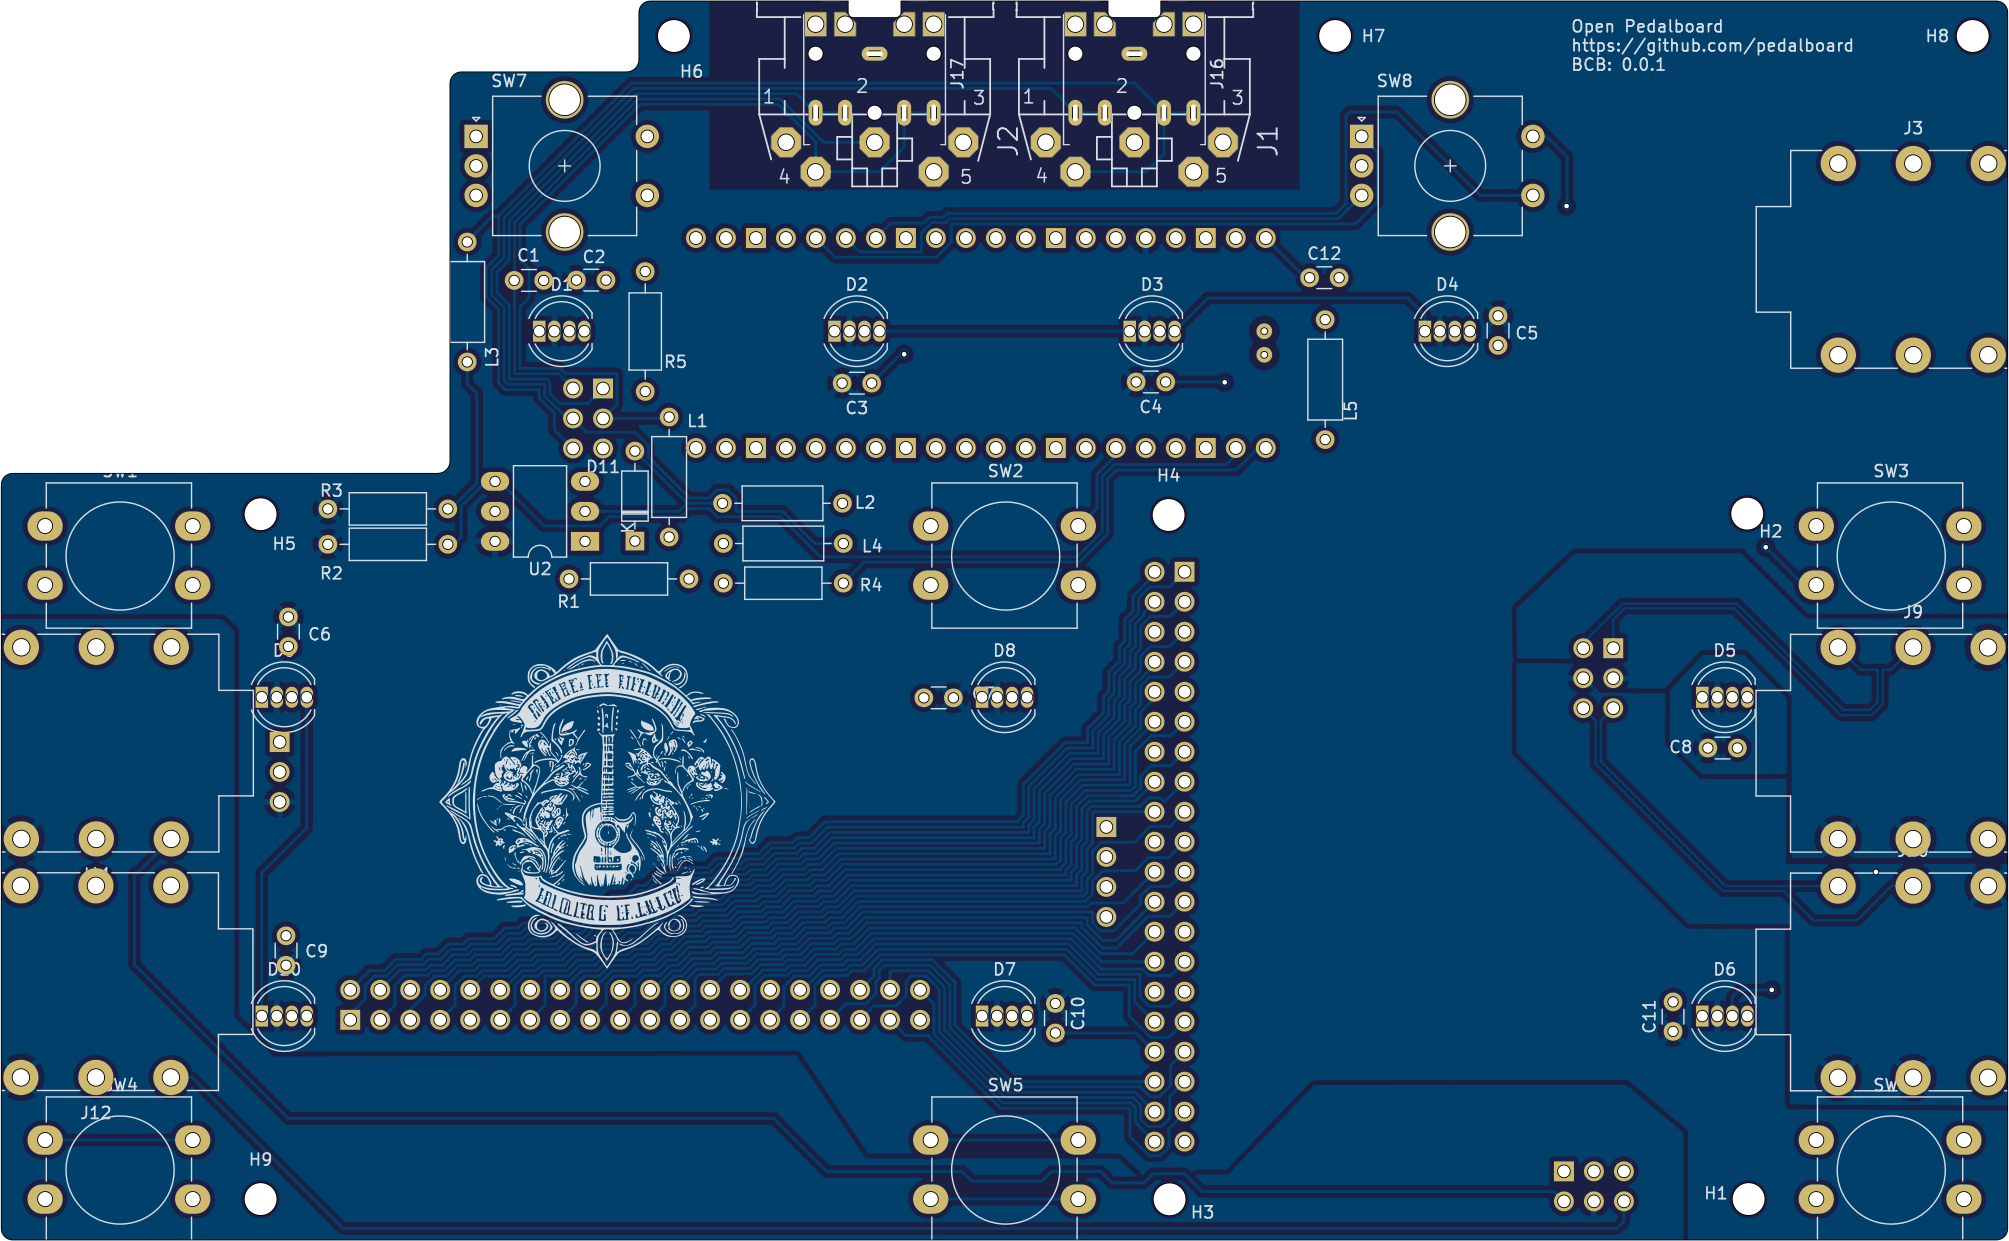 Open Pedalboard
https://github.com/pedalboard
BCB: 0.0.1
H7
H8
H6
SW7
SW8
J17
J16
1
2
3
1
2
3
J2
J1
4
5
4
5
J3
C1
C2
C12
D1
D2
D3
D4
C5
L3
R5
C3
C4
L5
L1
SW1
D11
SW2
H4
SW3
R3
L2
H5
K
L4
H2
R2
U2
R1
R4
J9
C6
D8
D5
C8
C9
D7
D6
C10
C11
SW4
SW5
SW
J12
H9
H1
H3